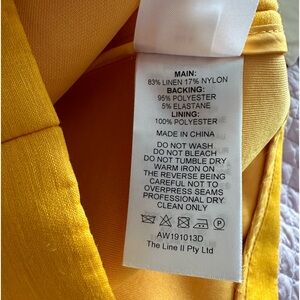 MAIN:
83% LINEN 17% NYLON
BACKING:
95% POLYESTER
5% ELASTANE
LINING:
100% POLYESTER
MADE IN CHINA
DO NOT WASH
DO NOT BLEACH
DO NOT TUMBLE DRY
WARM IRON ON
THE REVERSE BEING
CAREFUL NOT TO
OVERPRESS SEAMS
PROFESSIONAL DRY
CLEAN ONLY
P
AW191013D
The Line II Pty Ltd